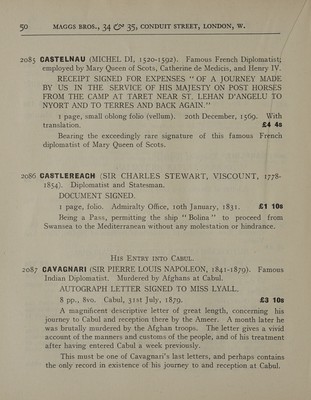 50 MAGGS BROS., 34 & 35, CONDUIT STREET, LONDON, W.
2085 CASTELNAU (MICHEL DI, 1520-1592). Famous French Diplomatist;
employed by Mary Queen of Scots, Catherine de Medicis, and Henry IV.
RECEIPT SIGNED FOR EXPENSES "OF A JOURNEY MADE
BY US IN THE SERVICE OF HIS MAJESTY ON POST HORSES
FROM THE CAMP AT TARET NEAR ST. LEHAN D'ANGELU TO
NYORT AND TO TERRES AND BACK AGAIN."
1 page, small oblong folio (vellum). 20th December, 1569. With
translation. £4 4s
Bearing the exceedingly rare signature of this famous French
diplomatist of Mary Queen of Scots.
2086 CASTLEREACH (SIR CHARLES STEWART, VISCOUNT, 1778-
1854). Diplomatist and Statesman.
DOCUMENT SIGNED.
1 page, folio. Admiralty Office, 10th January, 1831. £1 10s
Being a Pass, permitting the ship "Bolina" to proceed from
Swansea to the Mediterranean without any molestation or hindrance.
HIS ENTRY INTO CABUL.
2087 CAVAGNARI (SIR PIERRE LOUIS NAPOLEON, 1841-1879). Famous
Indian Diplomatist. Murdered by Afghans at Cabul.
AUTOGRAPH LETTER SIGNED TO MISS LYALL.
8 pp., 8vo. Cabul, 31st July, 1879. £3 10s
A magnificent descriptive letter of great length, concerning his
journey to Cabul and reception there by the Ameer. A month later he
was brutally murdered by the Afghan troops. The letter gives a vivid
account of the manners and customs of the people, and of his treatment
after having entered Cabul a week previously.
This must be one of Cavagnari's last letters, and perhaps contains
the only record in existence of his journey to and reception at Cabul.